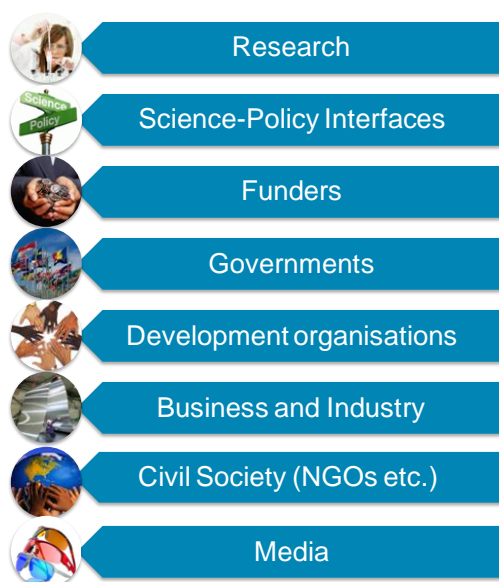 Research
Science
Policy
Science-Policy Interfaces
Funders
Governments
Development organisations
Business and Industry
Civil Society (NGOs etc.)
Media